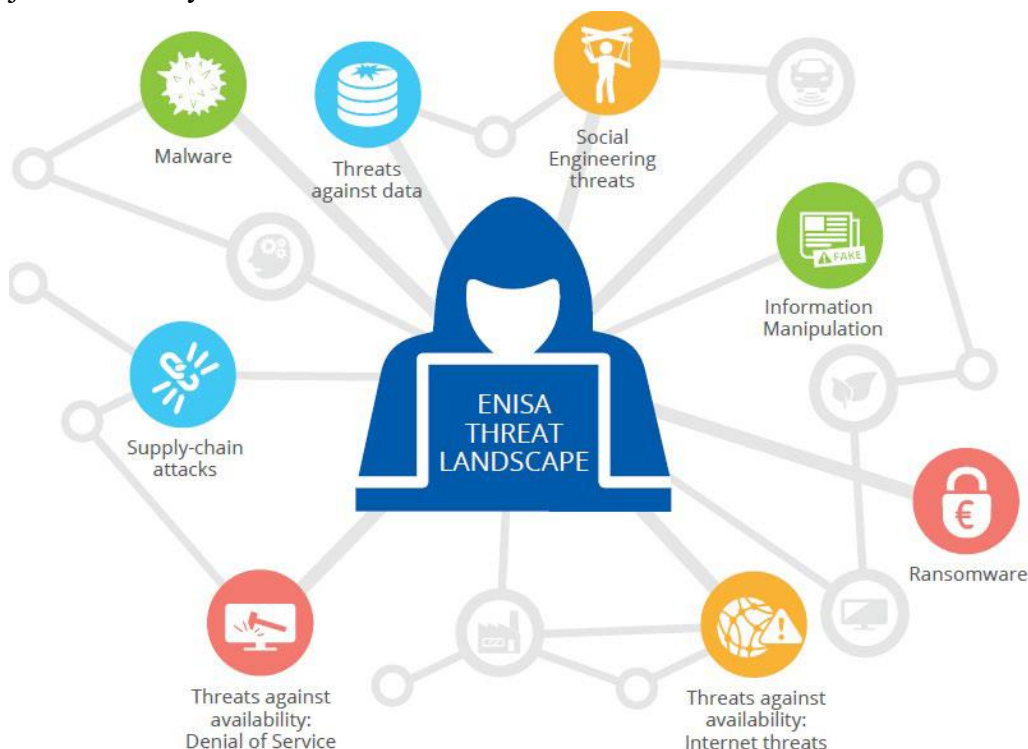 Malware
Threats
against data
Social
Engineering
threats
FAKE
Information
Manipulation
ENISA
THREAT
LANDSCAPE
Supply-chain
attacks
€
Ransomware
Threats against
availability:
Denial of Service
Threats against
availability:
Internet threats